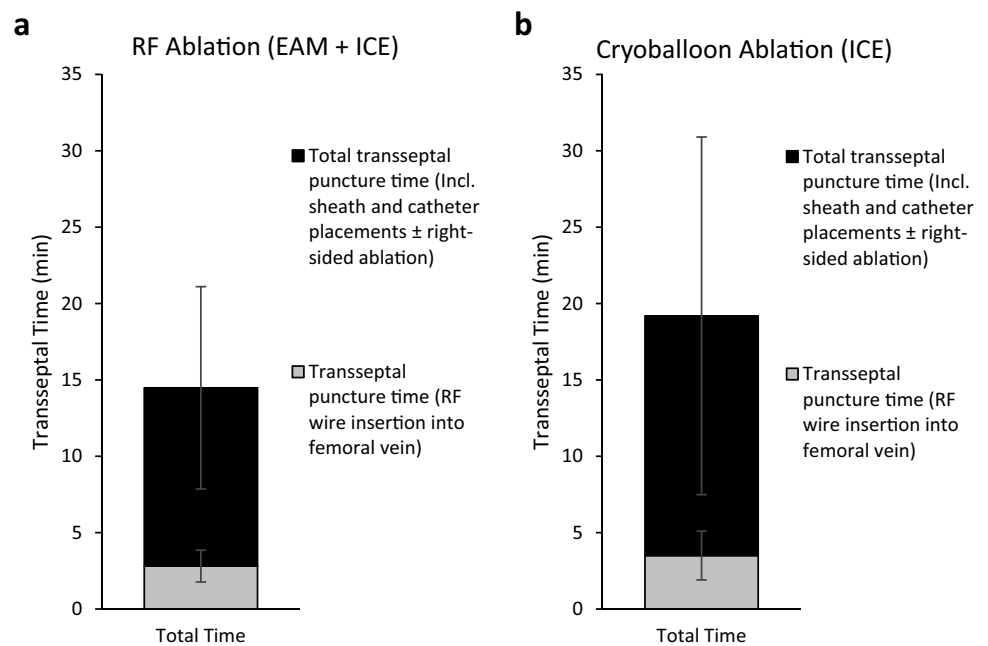 a
RF Ablation (EAM + ICE)
35
30
25
20
15
10
5
0
Transseptal Time (min)
Total Time
Total transseptal
puncture time (Incl.
sheath and catheter
placements ± right-
sided ablation)
Transseptal
puncture time (RF
wire insertion into
femoral vein)
b
Cryoballoon Ablation (ICE)
35
30
25
20
15
10
5
0
Transseptal Time (min)
Total Time
Total transseptal
puncture time (Incl.
sheath and catheter
placements ± right-
sided ablation)
Transseptal
puncture time (RF
wire insertion into
femoral vein)